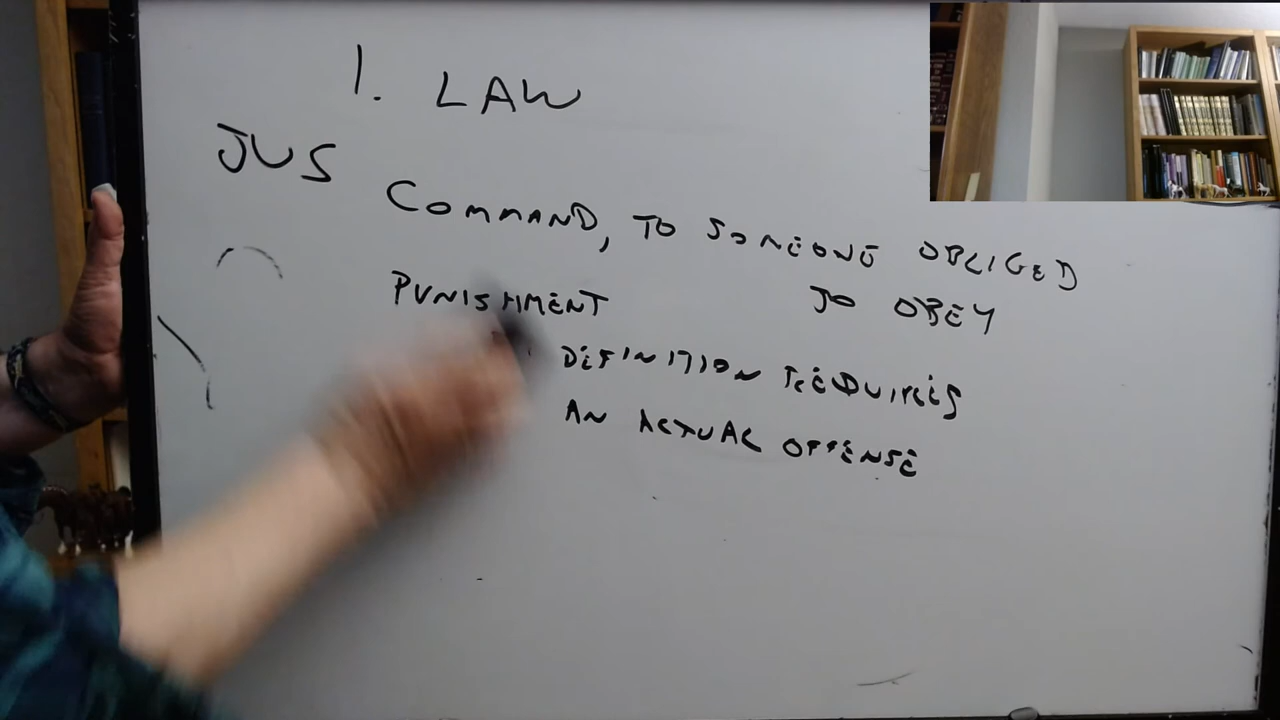 1. LAW
JUS
COMMAND, TO SOMEONE OBLIGED
TO OBEY
PUNISHMENT
DEFINITION REQUIRES
AN ACTUAL OFFENSE